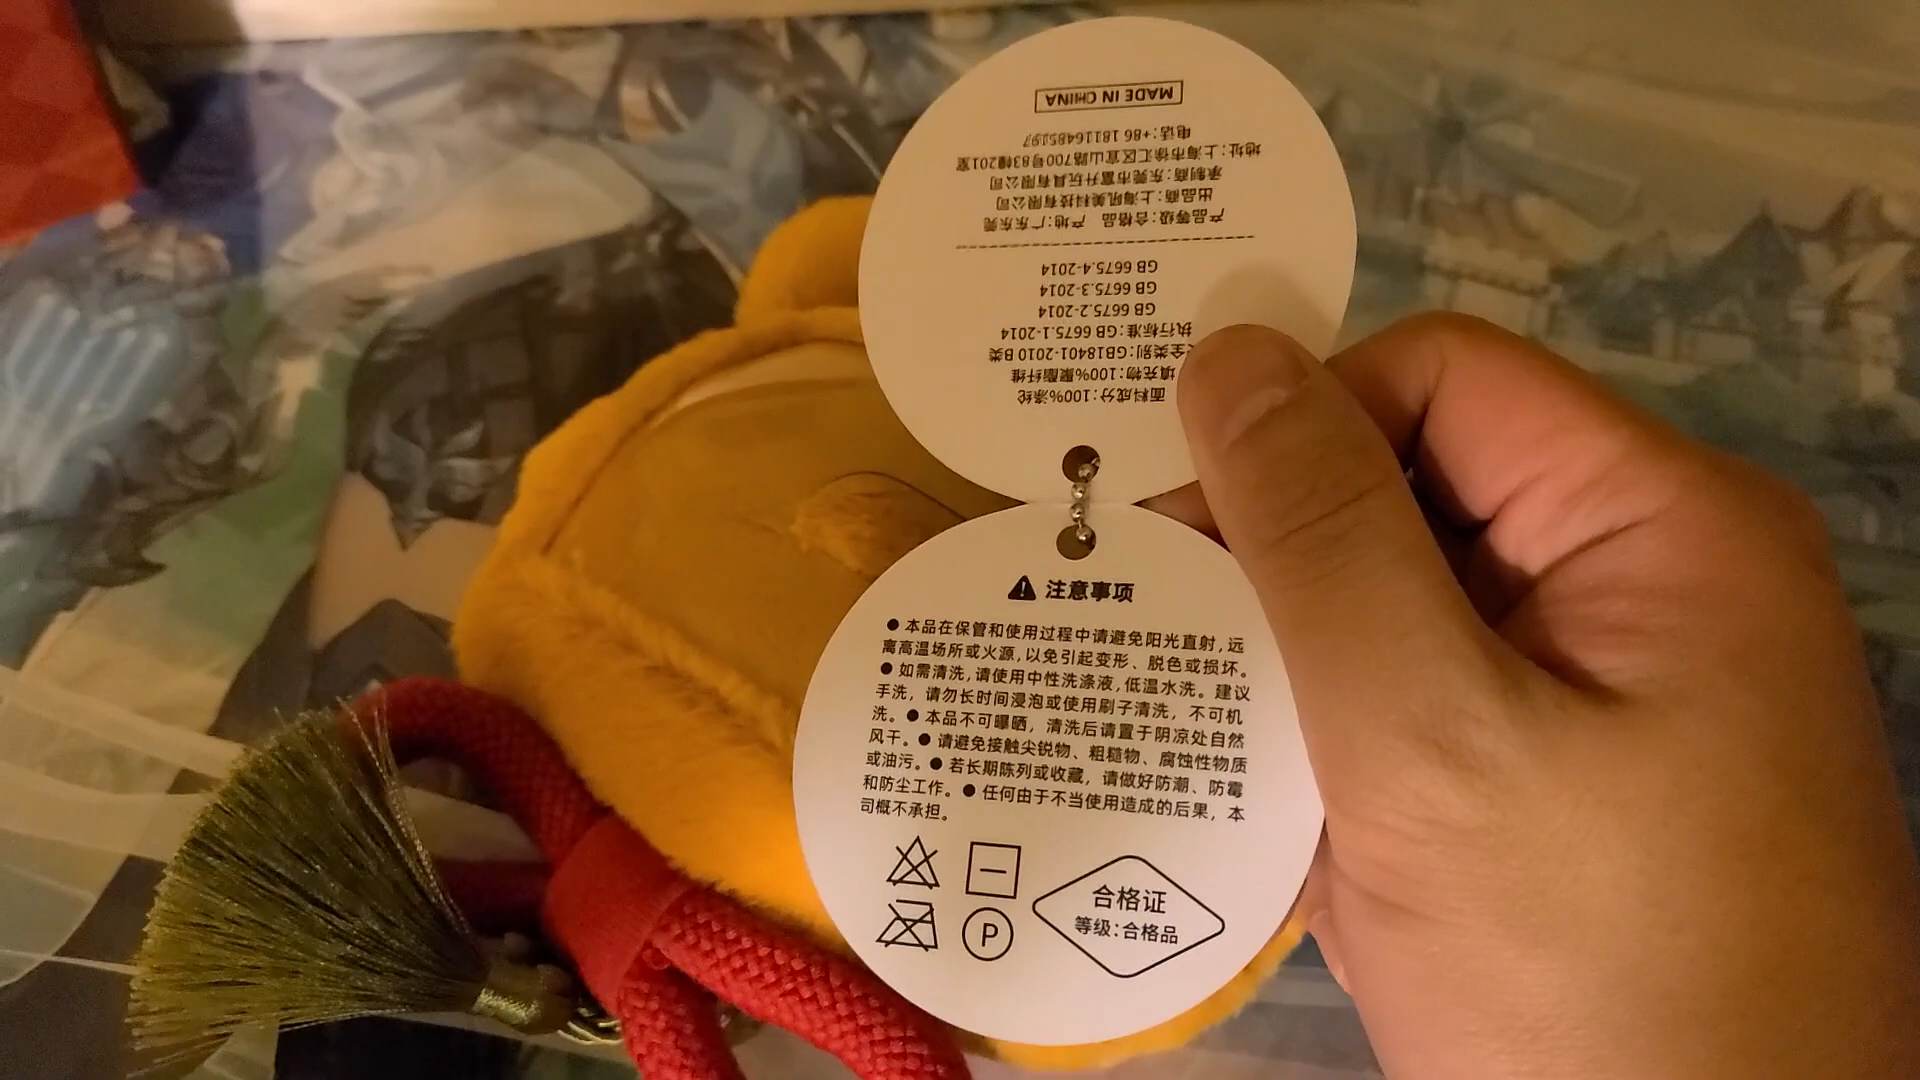 面料成分:100%涤纶
填充物:100%聚酯纤维
全类别:GB18401-2010 B类
执行标准:GB 6675.1-2014
GB 6675.2-2014
GB 6675.3-2014
GB 6675.4-2014
产品等级:合格品 产地:广东东莞
出品商:上海吼美科技有限公司
承制商:东莞市富升玩具有限公司
地址:上海市徐汇区宜山路700号83幢201室
电话:+86 18116485197
MADE IN CHINA
注意事项
● 本品在保管和使用过程中请避免阳光直射,远
离高温场所或火源,以免引起变形、脱色或损坏。
● 如需清洗,请使用中性洗涤液,低温水洗。建议
手洗，请勿长时间浸泡或使用刷子清洗，不可机
洗。● 本品不可曝晒，清洗后请置于阴凉处自然
风干。● 请避免接触尖锐物、粗糙物、腐蚀性物质
或油污。● 若长期陈列或收藏，请做好防潮、防霉
和防尘工作。● 任何由于不当使用造成的后果，本
司概不承担。
P
合格证
等级:合格品